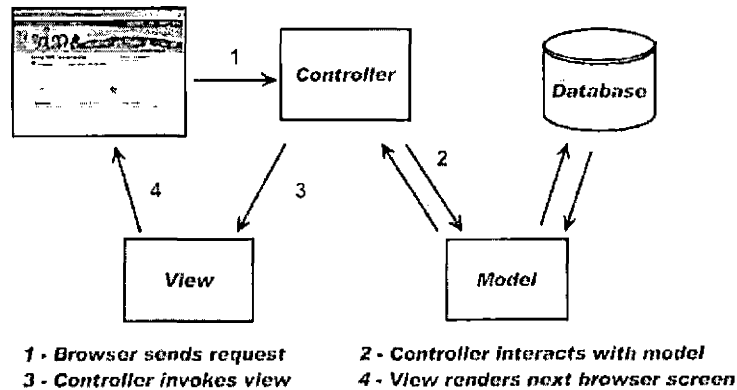 1
Controller
Database
2
3
4
View
Model
1 - Browser sends request
2 - Controller interacts with model
3 - Controller invokes view
4 - View renders next browser screen